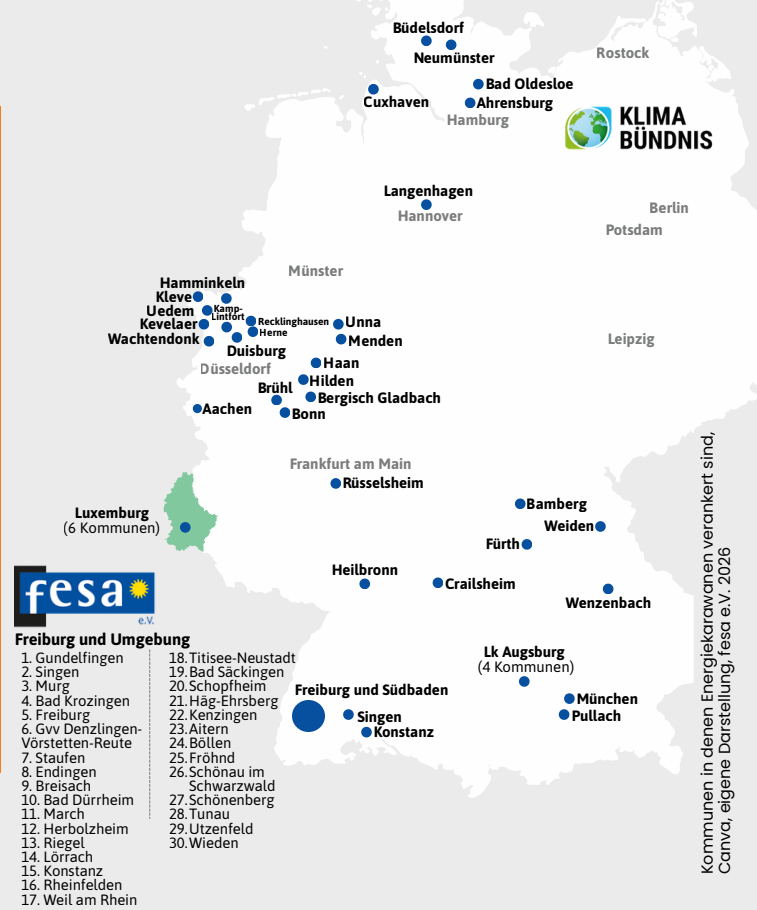 Büdelsdorf
Neumünster
Rostock
Bad Oldesloe
Cuxhaven
Ahrensburg
Hamburg
KLIMA
BÜNDNIS
Langenhagen
Hannover
Berlin
Potsdam
Münster
Hamminkeln
Kleve
Uedem
Kamp-
Lintfort
Kevelaer
Recklinghausen
Herne
Unna
Wachtendonk
Menden
Duisburg
Leipzig
Düsseldorf
Haan
Hilden
Brühl
Bergisch Gladbach
Aachen
Bonn
Frankfurt am Main
Rüsselsheim
Luxemburg
(6 Kommunen)
Bamberg
Weiden
Fürth
Heilbronn
Crailsheim
Wenzenbach
Lk Augsburg
(4 Kommunen)
München
Pullach
Freiburg und Südbaden
Singen
Konstanz
fesa
e.V.
Freiburg und Umgebung
1. Gundelfingen
2. Singen
3. Murg
4. Bad Krozingen
5. Freiburg
6. Gvv Denzlingen-
Vörstetten-Reute
7. Staufen
8. Endingen
9. Breisach
10. Bad Dürrheim
11. March
12. Herbolzheim
13. Riegel
14. Lörrach
15. Konstanz
16. Rheinfelden
17. Weil am Rhein
18. Titisee-Neustadt
19. Bad Säckingen
20. Schopfheim
21. Häg-Ehrsberg
22. Kenzingen
23. Aitern
24. Böllen
25. Fröhnd
26. Schönau im
Schwarzwald
27. Schönenberg
28. Tunau
29. Utzenfeld
30. Wieden
Kommunen in denen Energiekarawanen verankert sind,
Canva, eigene Darstellung, fesa e.V. 2026